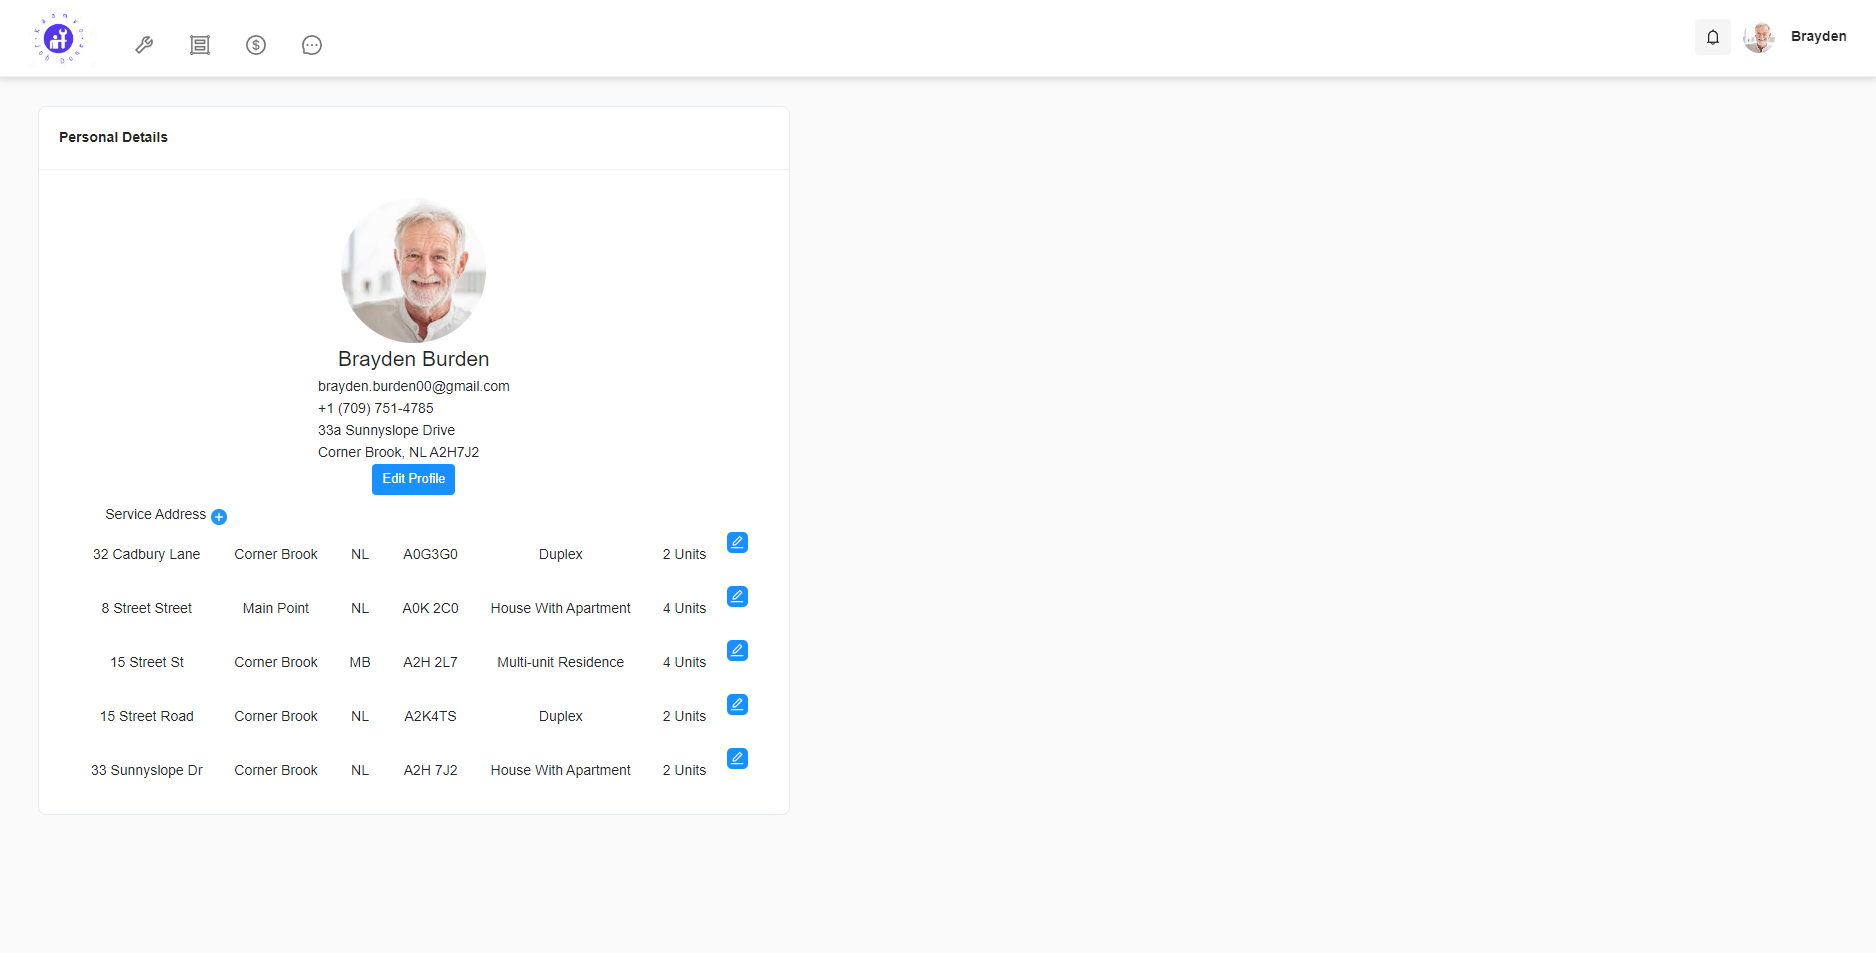 Brayden
Personal Details
Brayden Burden
brayden.burden00@gmail.com
+1 (709) 751-4785
33a Sunnyslope Drive
Corner Brook, NL A2H7J2
Edit Profile
Service Address
32 Cadbury Lane Corner Brook NL A0G3G0 Duplex 2 Units
8 Street Street Main Point NL A0K 2C0 House With Apartment 4 Units
15 Street St Corner Brook MB A2H 2L7 Multi-unit Residence 4 Units
15 Street Road Corner Brook NL A2K4TS Duplex 2 Units
33 Sunnyslope Dr Corner Brook NL A2H 7J2 House With Apartment 2 Units